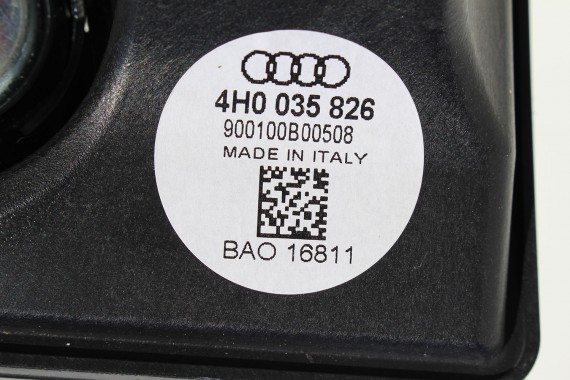 4H0 035 826
900100B00508
MADE IN ITALY
BAO 16811